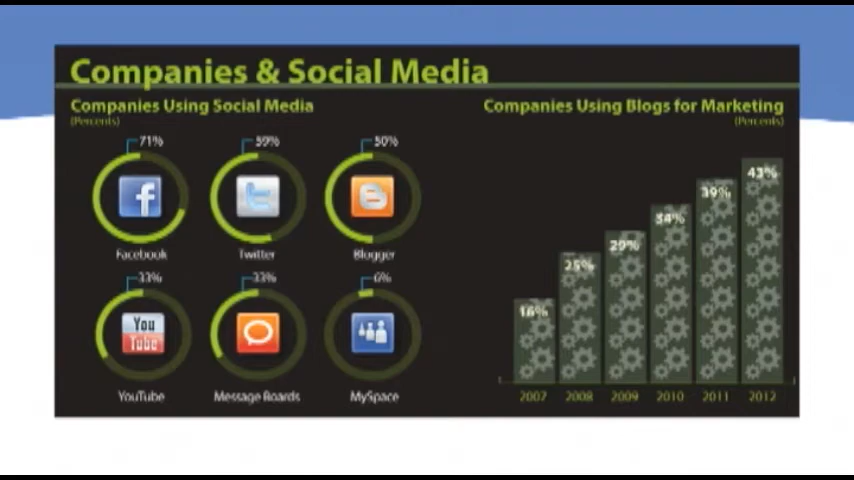 Companies & Social Media
Companies Using Social Media
(Percents)
71%
59%
50%
Facebook
Twitter
Blogger
33%
33%
6%
You
Tube
YouTube
Message Boards
MySpace
Companies Using Blogs for Marketing
(Percents)
16%
25%
29%
34%
39%
43%
2007
2008
2009
2010
2011
2012